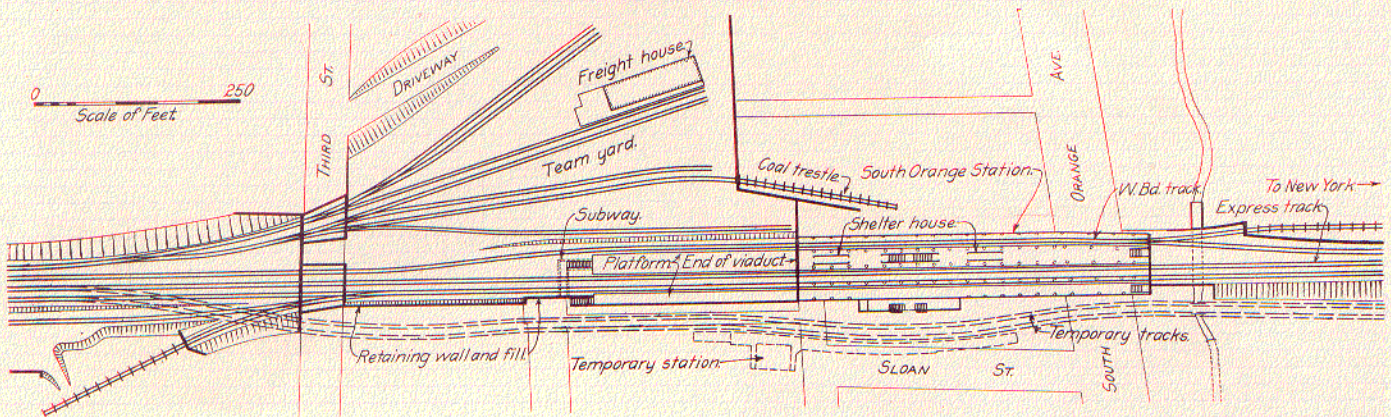 0 250
Scale of Feet.
THIRD ST.
DRIVEWAY
Freight house
Team yard.
Coal trestle
South Orange Station.
SOUTH ORANGE AVE.
W.Bd. track.
To New York
Express track
Subway.
Shelter house
Platform
End of viaduct
Retaining wall and fill
Temporary station.
Temporary tracks.
SLOAN ST.